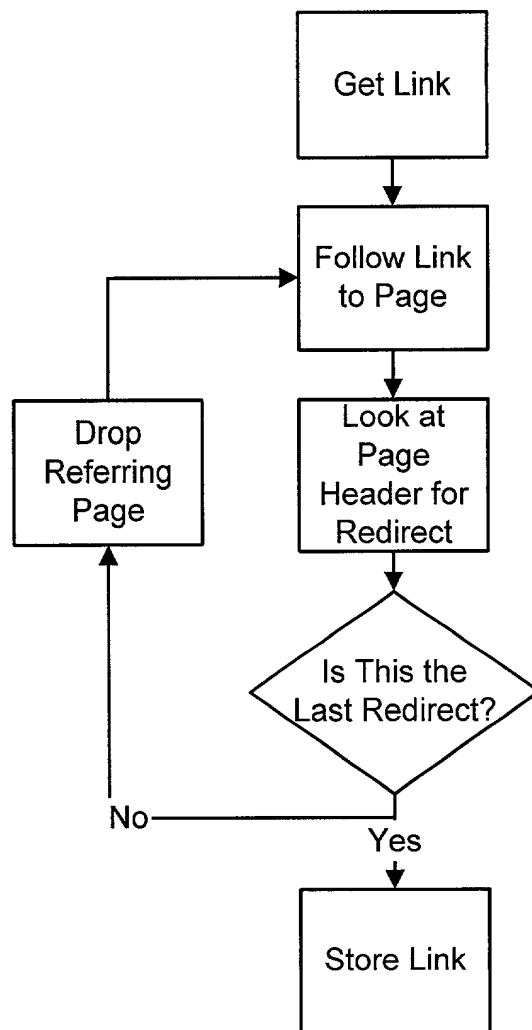 Get Link
Follow Link
to Page
Drop
Referring
Page
Look at
Page
Header for
Redirect
Is This the
Last Redirect?
No
Yes
Store Link